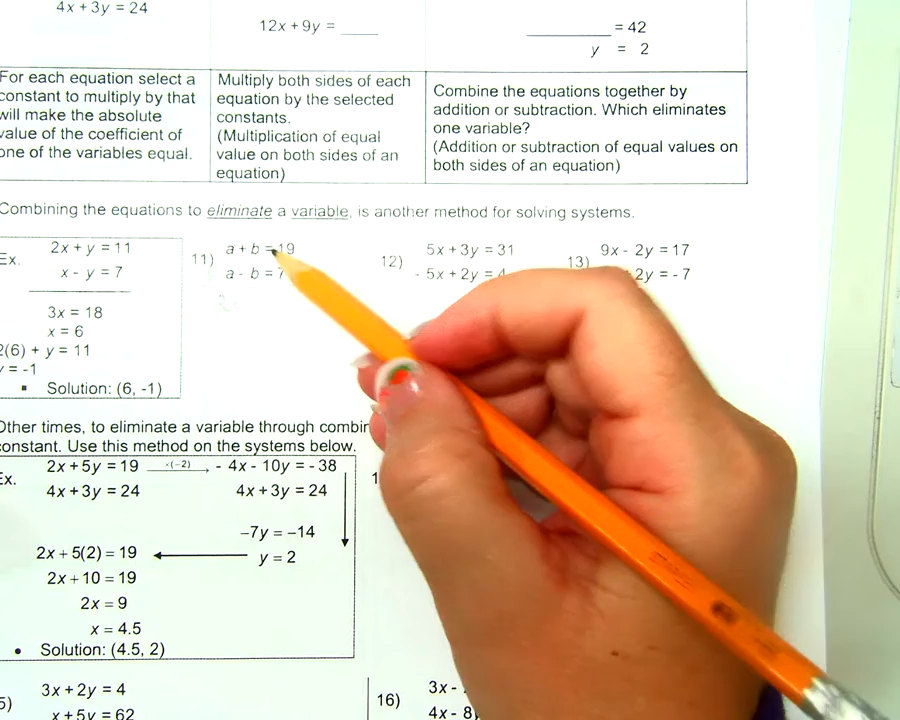 4x + 3y = 24
12x + 9y = ____
________ = 42
y = 2
For each equation select a
constant to multiply by that
will make the absolute
value of the coefficient of
one of the variables equal.
Multiply both sides of each
equation by the selected
constants.
(Multiplication of equal
value on both sides of an
equation)
Combine the equations together by
addition or subtraction. Which eliminates
one variable?
(Addition or subtraction of equal values on
both sides of an equation)
Combining the equations to eliminate a variable, is another method for solving systems.
Ex.
2x + y = 11
x - y = 7
3x = 18
x = 6
2(6) + y = 11
y = -1
▪ Solution: (6, -1)
11)
a + b = 19
a - b = 7
12)
5x + 3y = 31
- 5x + 2y =
13)
9x - 2y = 17
2y = - 7
Other times, to eliminate a variable through
constant. Use this method on the systems below.
Ex.
2x + 5y = 19 ×(−2) - 4x - 10y = - 38
4x + 3y = 24 4x + 3y = 24
−7y = −14
2x + 5(2) = 19 y = 2
2x + 10 = 19
2x = 9
x = 4.5
• Solution: (4.5, 2)
5)
3x + 2y = 4
x + 5y = 62
16)
3x -
4x - 8